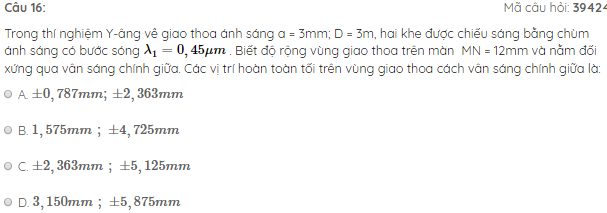 Câu 16: Mã câu hỏi: 39424
Trong thí nghiệm Y-âng về giao thoa ánh sáng a = 3mm; D = 3m, hai khe được chiếu sáng bằng chùm
ánh sáng có bước sóng λ₁ = 0,45μm . Biết độ rộng vùng giao thoa trên màn MN = 12mm và nằm đối
xứng qua vân sáng chính giữa. Các vị trí hoàn toàn tối trên vùng giao thoa cách vân sáng chính giữa là:
A. ±0,787mm; ±2,363mm
B. 1,575mm ; ±4,725mm
C. ±2,363mm ; ±5,125mm
D. 3,150mm ; ±5,875mm